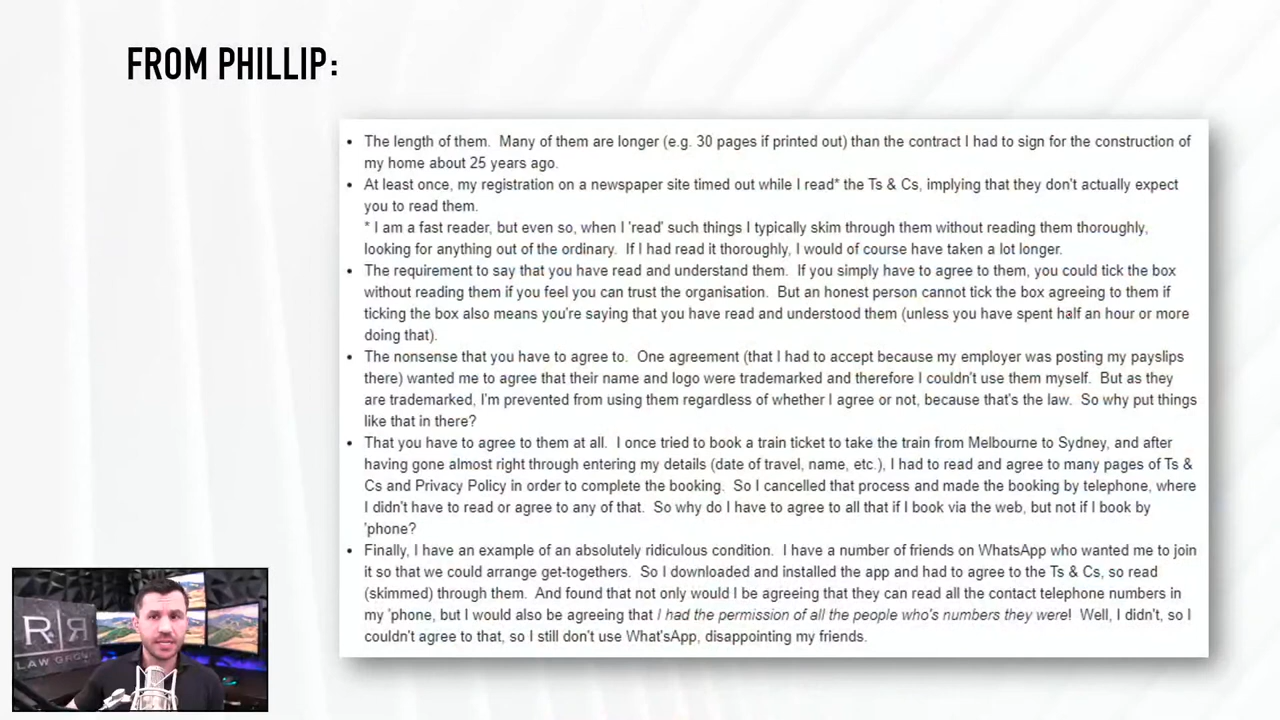 FROM PHILLIP:
• The length of them. Many of them are longer (e.g. 30 pages if printed out) than the contract I had to sign for the construction of
my home about 25 years ago.
• At least once, my registration on a newspaper site timed out while I read* the Ts & Cs, implying that they don't actually expect
you to read them.
* I am a fast reader, but even so, when I 'read' such things I typically skim through them without reading them thoroughly,
looking for anything out of the ordinary. If I had read it thoroughly, I would of course have taken a lot longer.
• The requirement to say that you have read and understand them. If you simply have to agree to them, you could tick the box
without reading them if you feel you can trust the organisation. But an honest person cannot tick the box agreeing to them if
ticking the box also means you're saying that you have read and understood them (unless you have spent half an hour or more
doing that).
• The nonsense that you have to agree to. One agreement (that I had to accept because my employer was posting my payslips
there) wanted me to agree that their name and logo were trademarked and therefore I couldn't use them myself. But as they
are trademarked, I'm prevented from using them regardless of whether I agree or not, because that's the law. So why put things
like that in there?
• That you have to agree to them at all. I once tried to book a train ticket to take the train from Melbourne to Sydney, and after
having gone almost right through entering my details (date of travel, name, etc.), I had to read and agree to many pages of Ts &
Cs and Privacy Policy in order to complete the booking. So I cancelled that process and made the booking by telephone, where
I didn't have to read or agree to any of that. So why do I have to agree to all that if I book via the web, but not if I book by
'phone?
• Finally, I have an example of an absolutely ridiculous condition. I have a number of friends on WhatsApp who wanted me to join
it so that we could arrange get-togethers. So I downloaded and installed the app and had to agree to the Ts & Cs, so read
(skimmed) through them. And found that not only would I be agreeing that they can read all the contact telephone numbers in
my 'phone, but I would also be agreeing that I had the permission of all the people who's numbers they were! Well, I didn't, so I
couldn't agree to that, so I still don't use What'sApp, disappointing my friends.
R|R
LAW GROUP